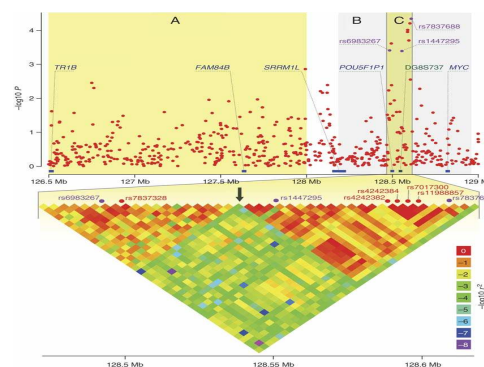 A
B
C
rs7837688
rs6983267
rs1447295
TR1B
FAM84B
SRRM1L
POU5F1P1
DG8S737
MYC
−log10 P
4
3
2
1
0
126.5 Mb
127 Mb
127.5 Mb
128 Mb
128.5 Mb
129 M
rs7017300
rs4242384
rs11988857
rs6983267
rs7837328
rs1447295
rs4242382
rs78376
0
−1
−2
−3
−4
−5
−6
−7
−8
−log10 r²
128.5 Mb
128.55 Mb
128.6 Mb